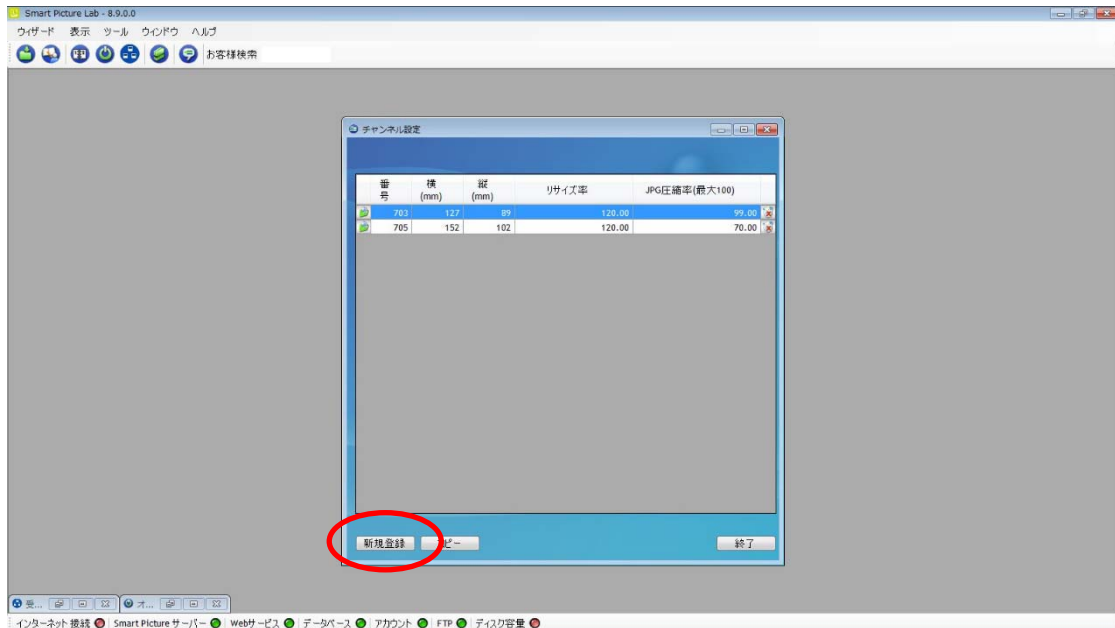 Smart Picture Lab - 8.9.0.0
ウィザード 表示 ツール ウィンドウ ヘルプ
お客様検索
チャンネル設定
番号 横(mm) 縦(mm) リサイズ率 JPG圧縮率(最大100)
703 127 89 120.00 99.00
705 152 102 120.00 70.00
新規登録 コピー 終了
受... オ...
インターネット 接続 Smart Picture サーバー Webサービス データベース アカウント FTP ディスク容量